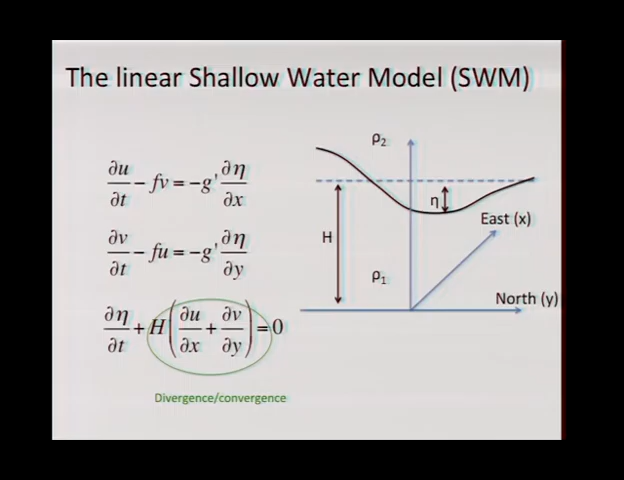 The linear Shallow Water Model (SWM)
∂u/∂t − fv = −g' ∂η/∂x
∂v/∂t − fu = −g' ∂η/∂y
∂η/∂t + H(∂u/∂x + ∂v/∂y) = 0
Divergence/convergence
ρ2
η
East (x)
H
ρ1
North (y)